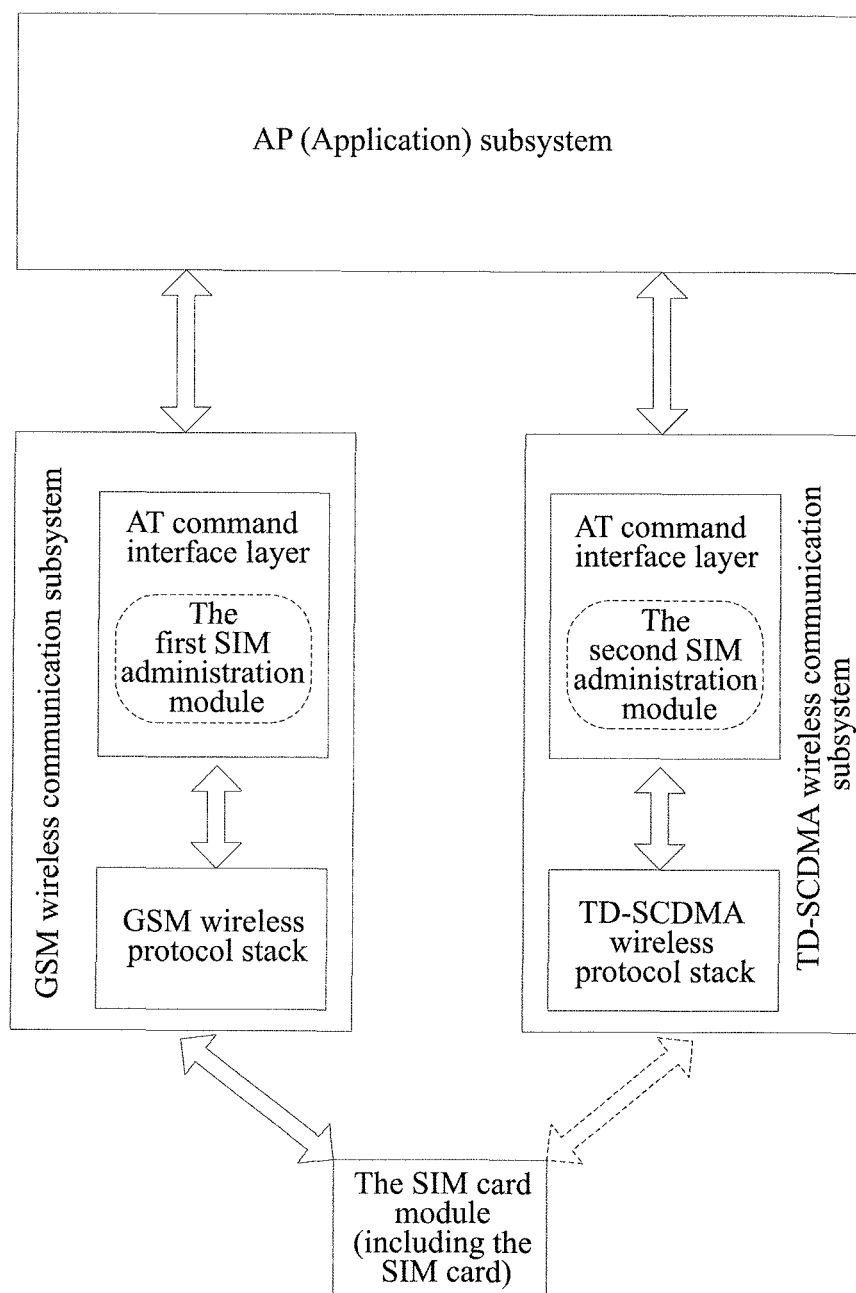 AP (Application) subsystem
GSM wireless communication subsystem
AT command
interface layer
The
first SIM
administration
module
GSM wireless
protocol stack
AT command
interface layer
The
second SIM
administration
module
TD-SCDMA
wireless
protocol stack
TD-SCDMA wireless communication
subsystem
The SIM card
module
(including the
SIM card)